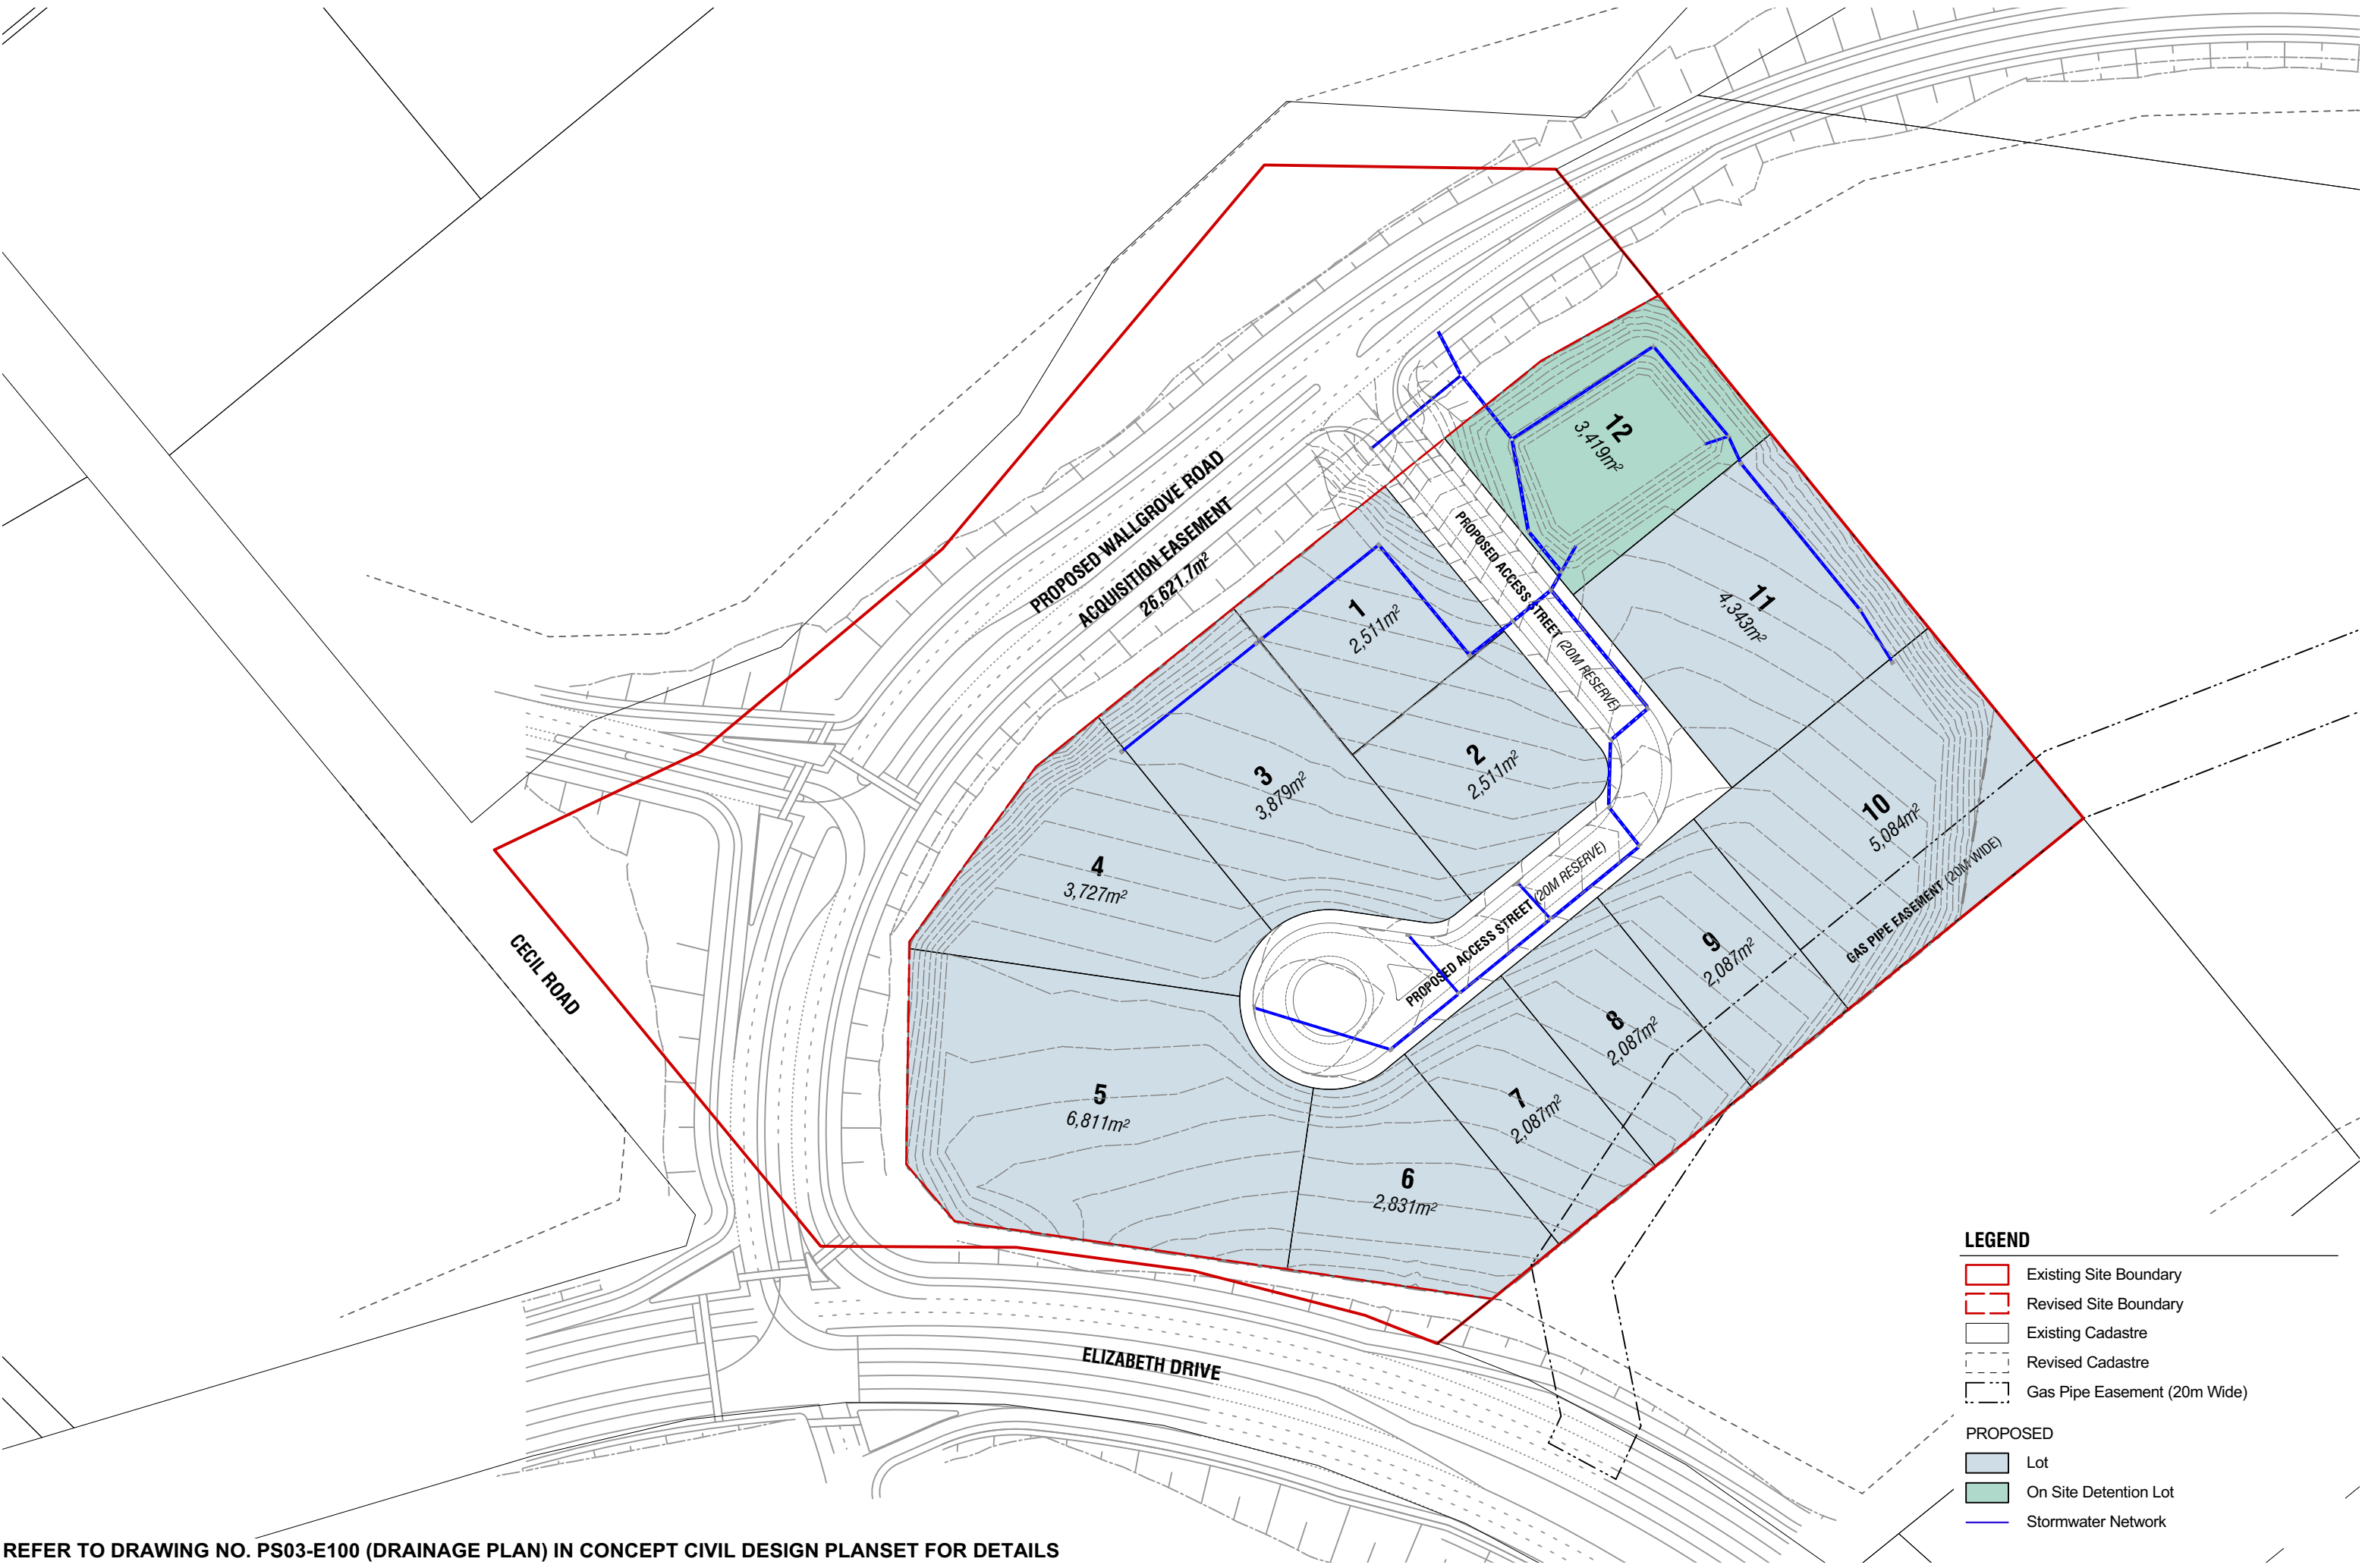 12
3,419m²
PROPOSED WALLGROVE ROAD
ACQUISITION EASEMENT
26,621.7m²
PROPOSED ACCESS STREET (20M RESERVE)
1
2,511m²
11
4,343m²
2
2,511m²
3
3,879m²
10
5,084m²
4
3,727m²
PROPOSED ACCESS STREET (20M RESERVE)
GAS PIPE EASEMENT (20M WIDE)
9
2,087m²
CECIL ROAD
8
2,087m²
5
6,811m²
7
2,087m²
6
2,831m²
ELIZABETH DRIVE
LEGEND
Existing Site Boundary
Revised Site Boundary
Existing Cadastre
Revised Cadastre
Gas Pipe Easement (20m Wide)
PROPOSED
Lot
On Site Detention Lot
Stormwater Network
REFER TO DRAWING NO. PS03-E100 (DRAINAGE PLAN) IN CONCEPT CIVIL DESIGN PLANSET FOR DETAILS